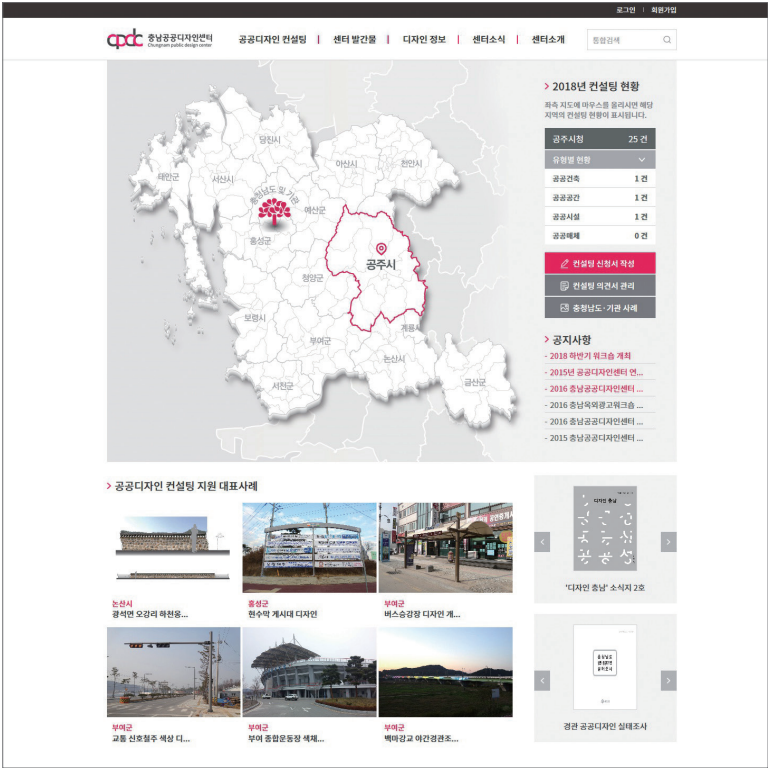 로그인
회원가입
cpdc 충남공공디자인센터
Chungnam public design center
공공디자인 컨설팅
센터 발간물
디자인 정보
센터소식
센터소개
통합검색
당진시
아산시
천안시
태안군
서산시
충청남도 및 기관
예산군
홍성군
공주시
청양군
보령시
계룡시
부여군
논산시
서천군
금산군
2018년 컨설팅 현황
좌측 지도에 마우스를 올리시면 해당
지역의 컨설팅 현황이 표시됩니다.
공주시청 25 건
유형별 현황
공공건축 1 건
공공공간 1 건
공공시설 1 건
공공매체 0 건
컨설팅 신청서 작성
컨설팅 의견서 관리
충청남도·기관 사례
공지사항
- 2018 하반기 워크숍 개최
- 2015년 공공디자인센터 연...
- 2016 충남공공디자인센터 ...
- 2016 충남옥외광고워크숍 ...
- 2016 충남공공디자인센터 ...
- 2015 충남공공디자인센터 ...
공공디자인 컨설팅 지원 대표사례
논산시
광석면 오강리 하천옹...
홍성군
현수막 게시대 디자인
부여군
버스승강장 디자인 개...
부여군
교통 신호철주 색상 디...
부여군
부여 종합운동장 색채...
부여군
백마강교 야간경관조...
디자인 충남
'디자인 충남' 소식지 2호
경관 공공디자인 실태조사